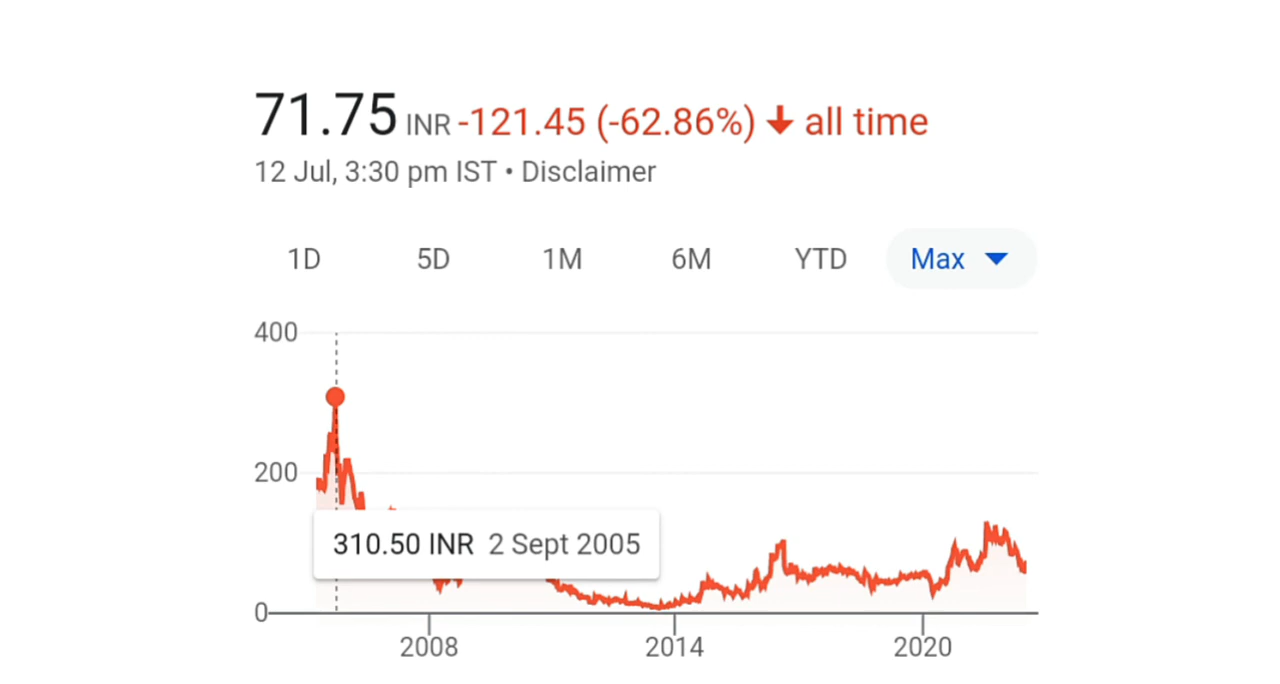 71.75 INR -121.45 (-62.86%) ↓ all time
12 Jul, 3:30 pm IST • Disclaimer
1D 5D 1M 6M YTD Max
400
200
310.50 INR 2 Sept 2005
0
2008 2014 2020